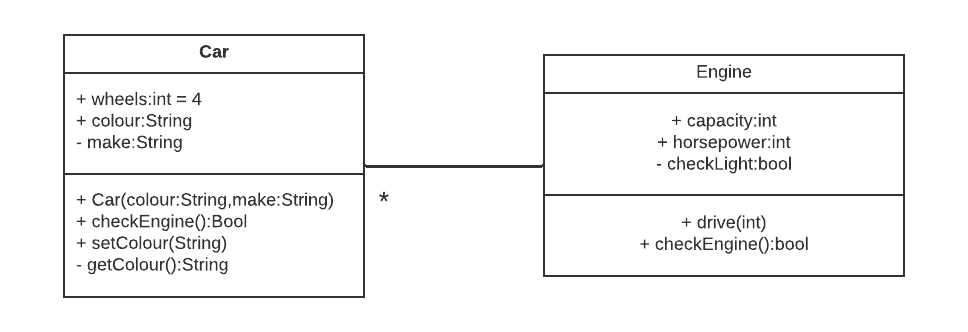 Car
+ wheels:int = 4
+ colour:String
- make:String
+ Car(colour:String,make:String)
+ checkEngine():Bool
+ setColour(String)
- getColour():String
*
Engine
+ capacity:int
+ horsepower:int
- checkLight:bool
+ drive(int)
+ checkEngine():bool